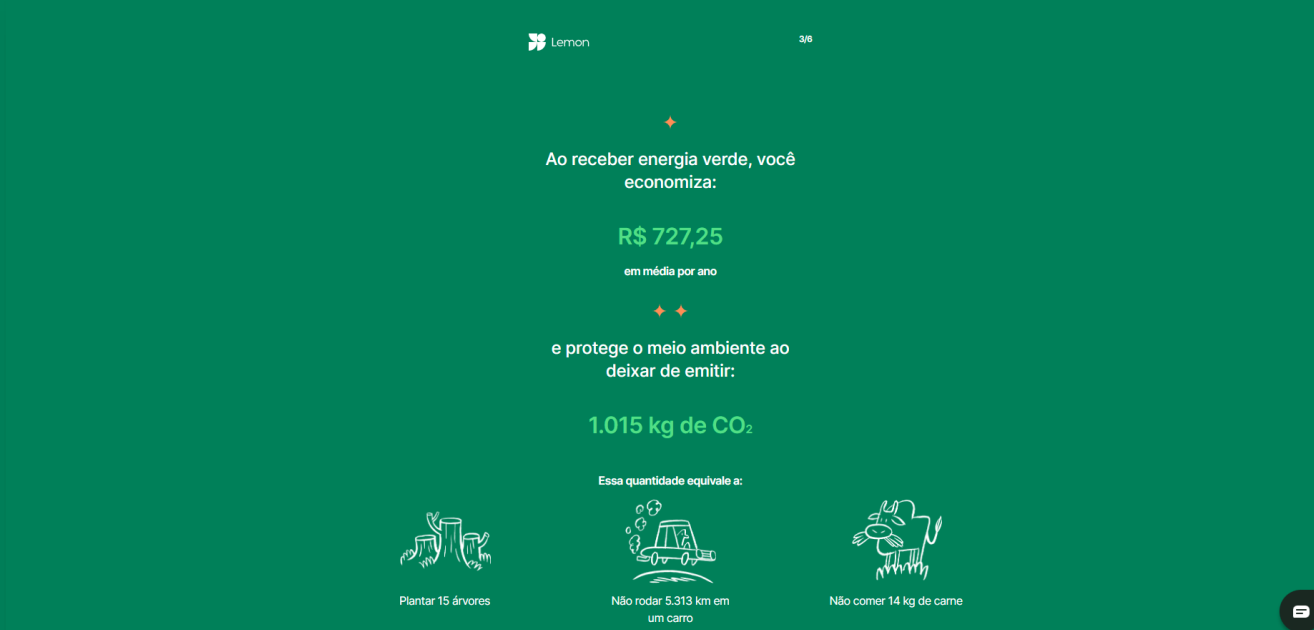 Lemon
3/6
Ao receber energia verde, você
economiza:
R$ 727,25
em média por ano
e protege o meio ambiente ao
deixar de emitir:
1.015 kg de CO₂
Essa quantidade equivale a:
Plantar 15 árvores
Não rodar 5.313 km em
um carro
Não comer 14 kg de carne